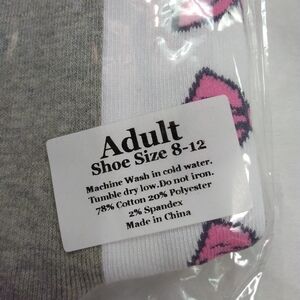 Adult
Shoe Size 8-12
Machine Wash in cold water.
Tumble dry low. Do not iron.
78% Cotton 20% Polyester
2% Spandex
Made in China